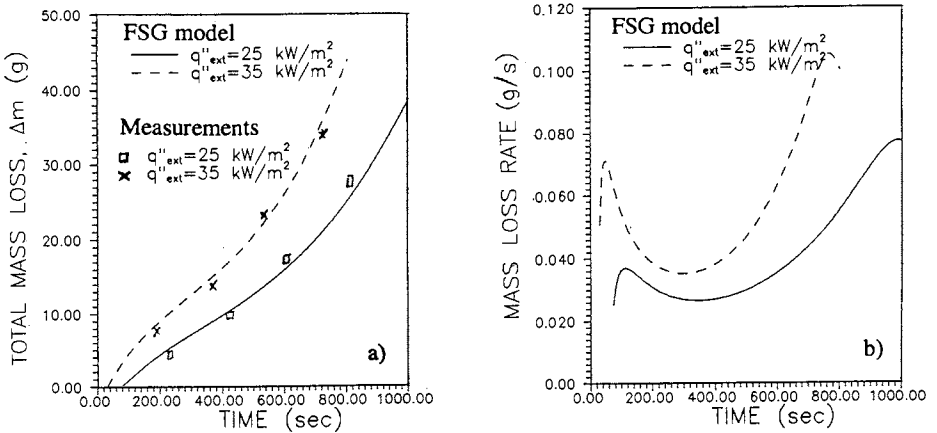 TOTAL MASS LOSS, Δm (g)
50.00
40.00
30.00
20.00
10.00
0.00
FSG model
q"ext=25 kW/m²
q"ext=35 kW/m²
Measurements
q"ext=25 kW/m²
q"ext=35 kW/m²
a)
0.00 200.00 400.00 600.00 800.00 1000.00
TIME (sec)
MASS LOSS RATE (g/s)
0.120
0.100
0.080
0.060
0.040
0.020
0.000
FSG model
q"ext=25 kW/m²
q"ext=35 kW/m²
b)
0.00 200.00 400.00 600.00 800.00 1000.00
TIME (sec)